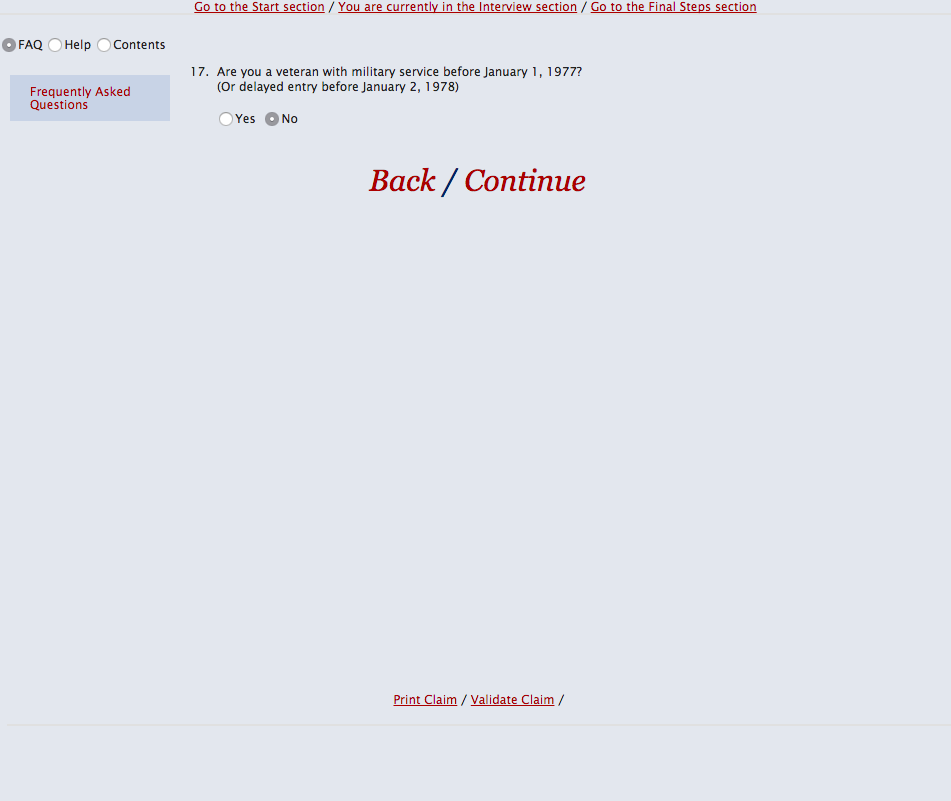 Go to the Start section / You are currently in the Interview section / Go to the Final Steps section
FAQ Help Contents
Frequently Asked
Questions
17. Are you a veteran with military service before January 1, 1977?
(Or delayed entry before January 2, 1978)
Yes No
Back / Continue
Print Claim / Validate Claim /